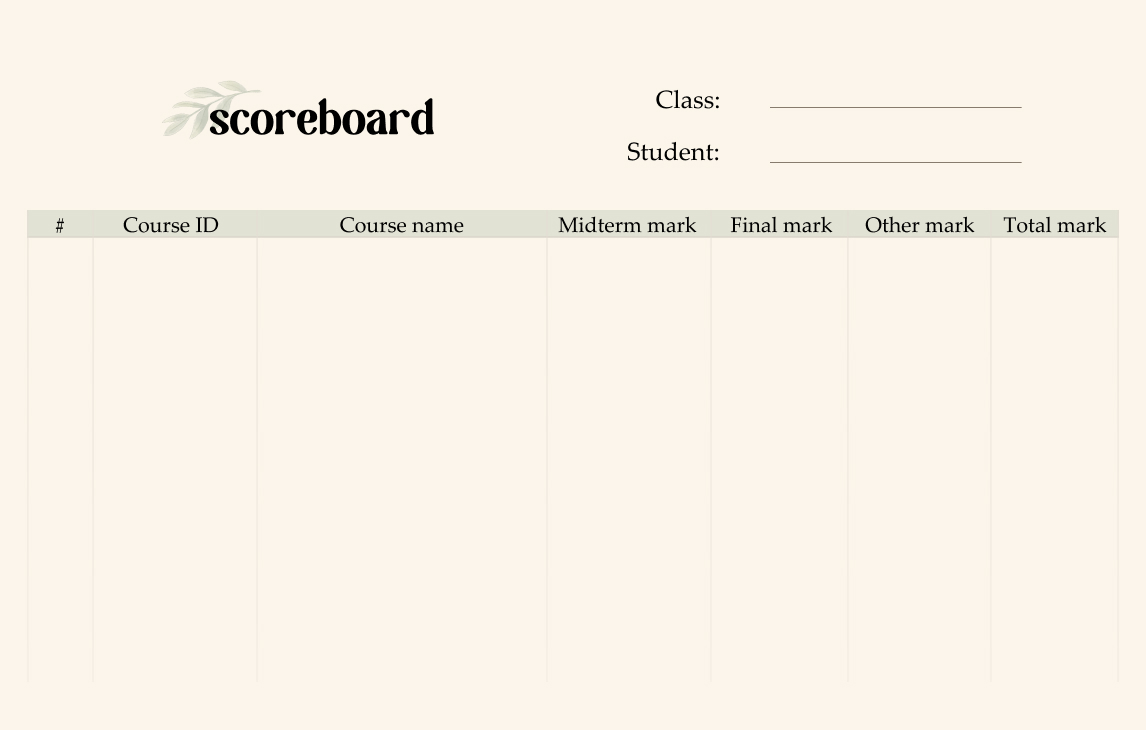 scoreboard
Class:
Student:
# Course ID Course name Midterm mark Final mark Other mark Total mark